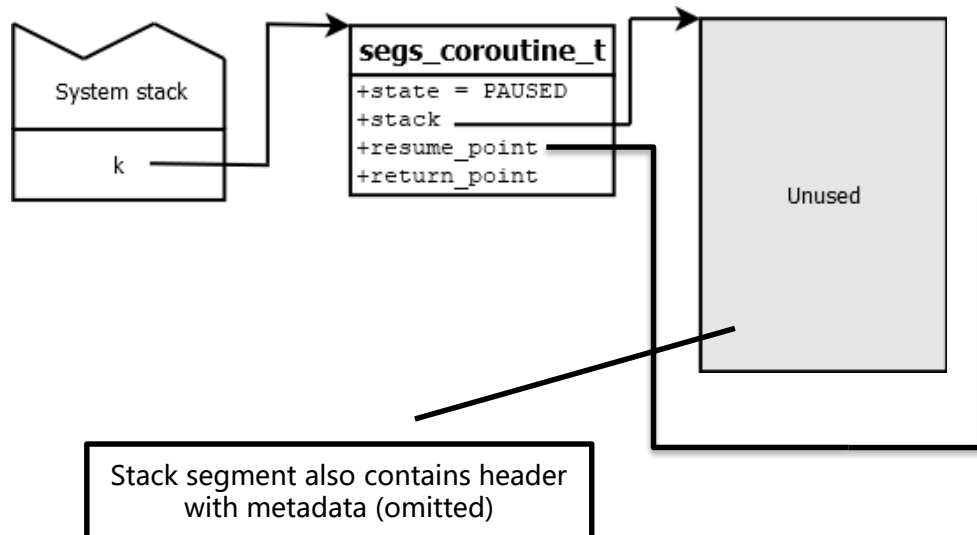 System stack
k
segs_coroutine_t
+state = PAUSED
+stack
+resume_point
+return_point
Unused
Stack segment also contains header
with metadata (omitted)